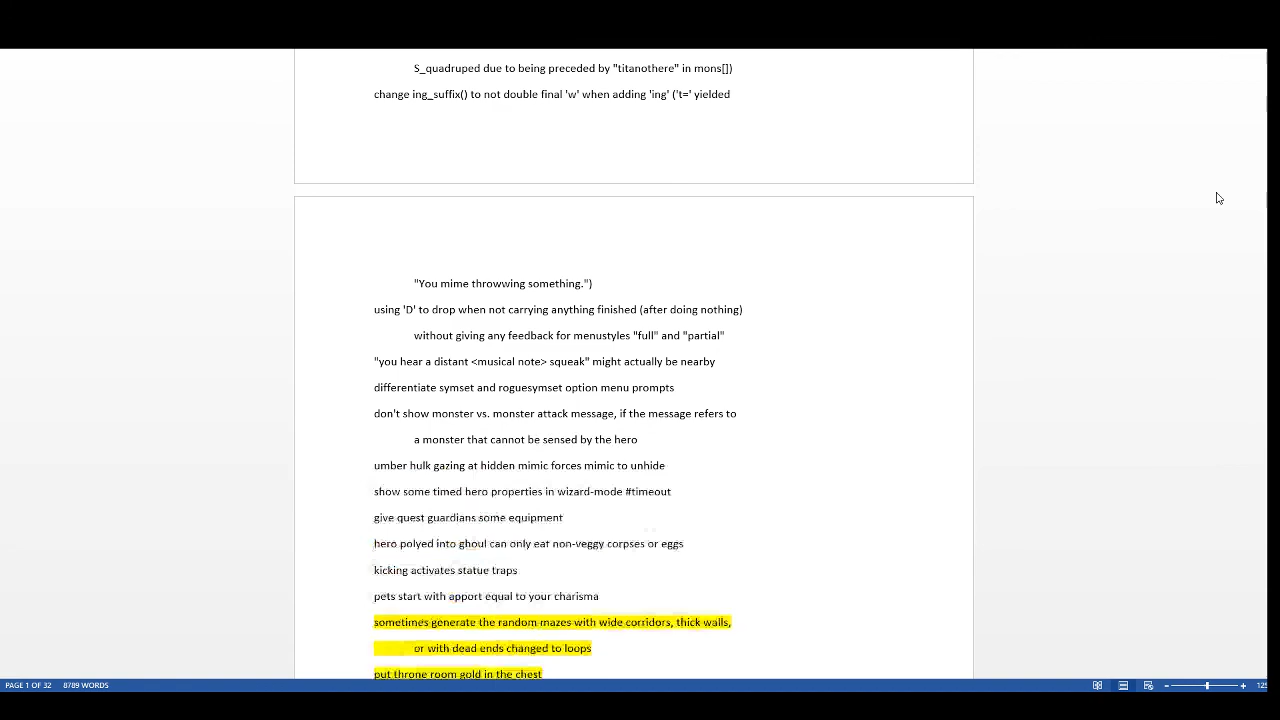 S_quadruped due to being preceded by "titanothere" in mons[])
change ing_suffix() to not double final 'w' when adding 'ing' ('t=' yielded
"You mime throwwing something.")
using 'D' to drop when not carrying anything finished (after doing nothing)
without giving any feedback for menustyles "full" and "partial"
"you hear a distant <musical note> squeak" might actually be nearby
differentiate symset and roguesymset option menu prompts
don't show monster vs. monster attack message, if the message refers to
a monster that cannot be sensed by the hero
umber hulk gazing at hidden mimic forces mimic to unhide
show some timed hero properties in wizard-mode #timeout
give quest guardians some equipment
hero polyed into ghoul can only eat non-veggy corpses or eggs
kicking activates statue traps
pets start with apport equal to your charisma
sometimes generate the random mazes with wide corridors, thick walls,
or with dead ends changed to loops
put throne room gold in the chest
PAGE 1 OF 32 8789 WORDS